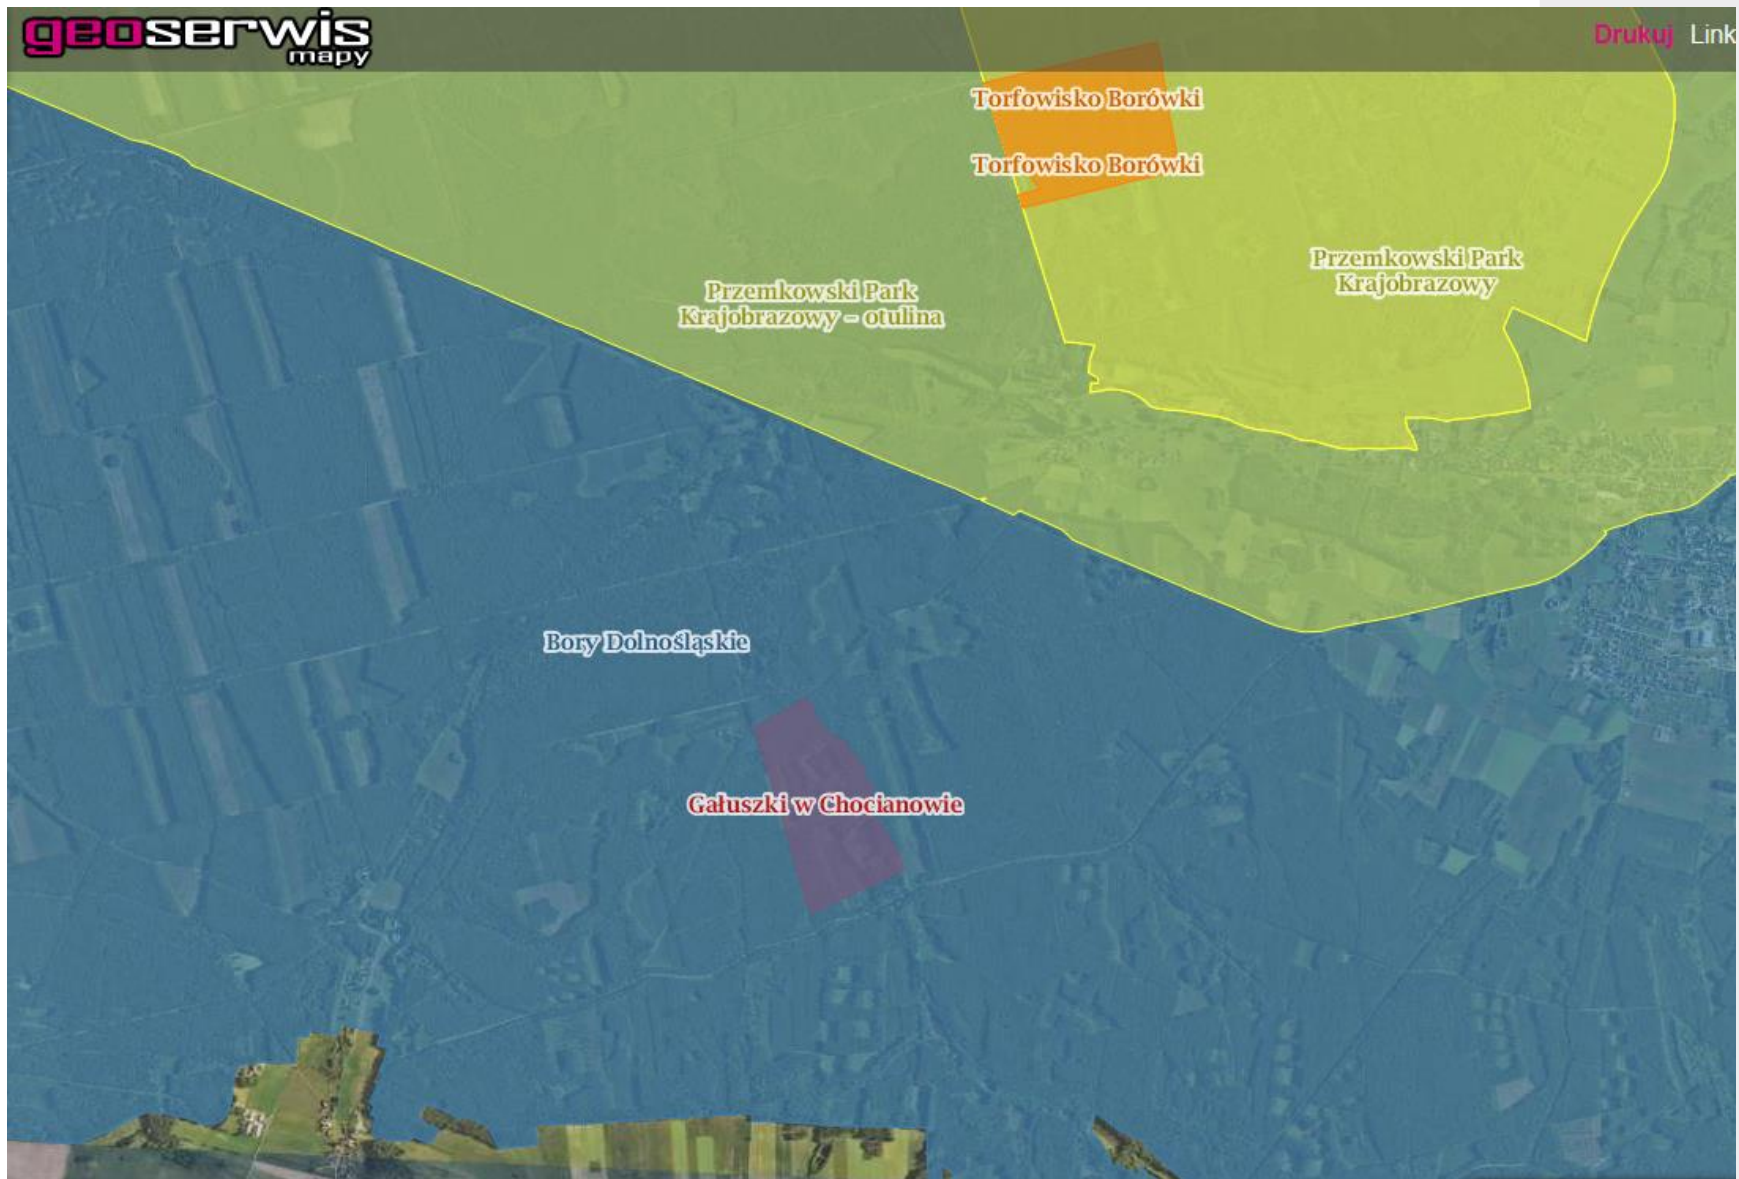 geoserwis
mapy
Drukuj Link
Torfowisko Borówki
Torfowisko Borówki
Przemkowski Park
Krajobrazowy
Przemkowski Park
Krajobrazowy - otulina
Bory Dolnośląskie
Gałuszki w Chocianowie